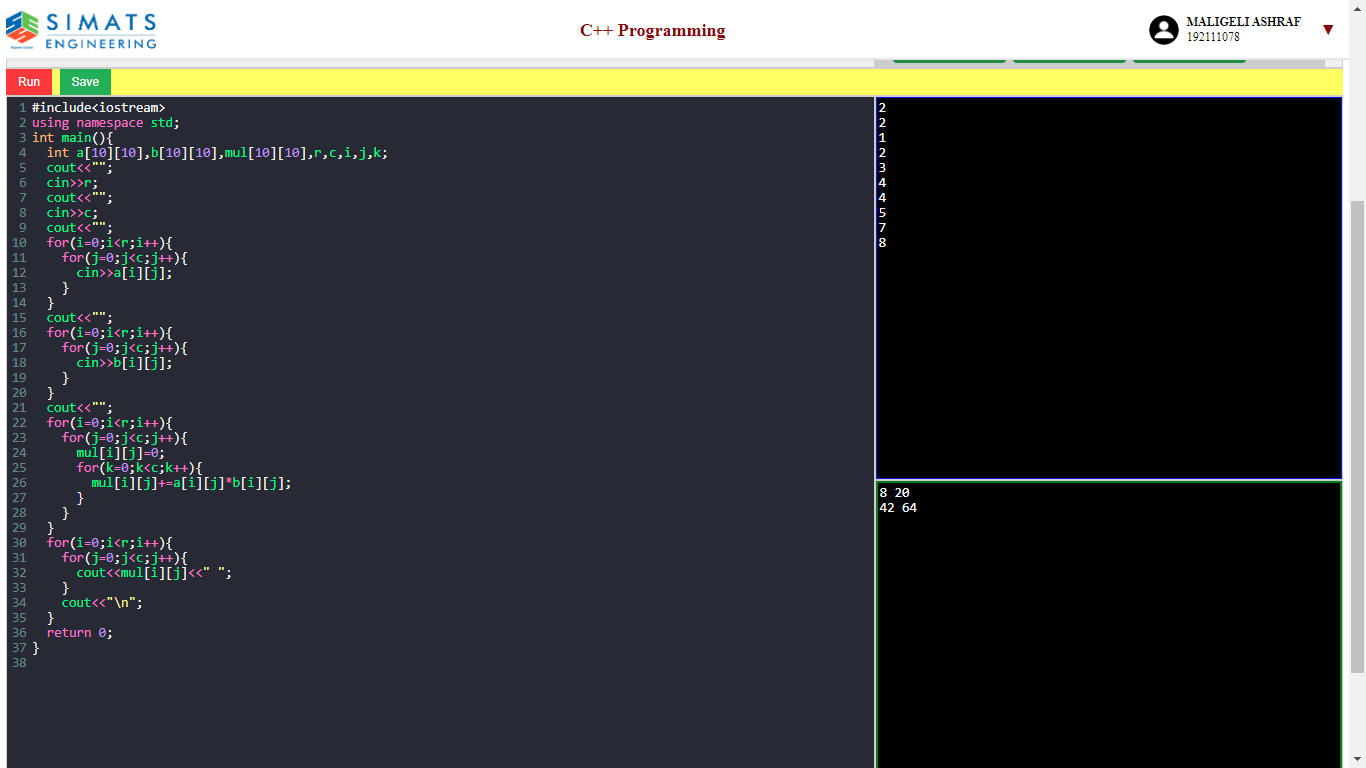 SIMATS
ENGINEERING
C++ Programming
MALIGELI ASHRAF
192111078
Run Save
1 #include<iostream>
2 using namespace std;
3 int main(){
4   int a[10][10],b[10][10],mul[10][10],r,c,i,j,k;
5   cout<<"";
6   cin>>r;
7   cout<<"";
8   cin>>c;
9   cout<<"";
10   for(i=0;i<r;i++){
11     for(j=0;j<c;j++){
12       cin>>a[i][j];
13     }
14   }
15   cout<<"";
16   for(i=0;i<r;i++){
17     for(j=0;j<c;j++){
18       cin>>b[i][j];
19     }
20   }
21   cout<<"";
22   for(i=0;i<r;i++){
23     for(j=0;j<c;j++){
24       mul[i][j]=0;
25       for(k=0;k<c;k++){
26         mul[i][j]+=a[i][j]*b[i][j];
27       }
28     }
29   }
30   for(i=0;i<r;i++){
31     for(j=0;j<c;j++){
32       cout<<mul[i][j]<<" ";
33     }
34     cout<<"\n";
35   }
36   return 0;
37 }
38
2
2
1
2
3
4
4
5
7
8
8 20
42 64